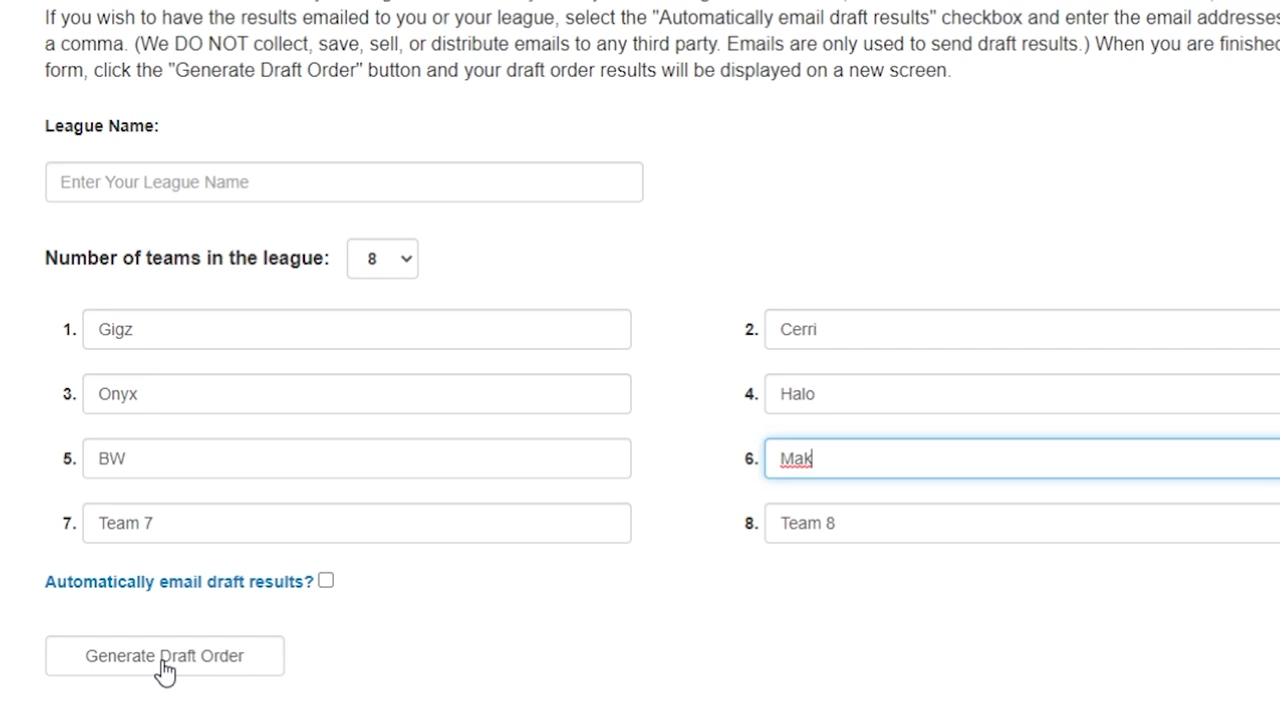 If you wish to have the results emailed to you or your league, select the "Automatically email draft results" checkbox and enter the email addresses
a comma. (We DO NOT collect, save, sell, or distribute emails to any third party. Emails are only used to send draft results.) When you are finished
form, click the "Generate Draft Order" button and your draft order results will be displayed on a new screen.
League Name:
Enter Your League Name
Number of teams in the league: 8
1. Gigz
2. Cerri
3. Onyx
4. Halo
5. BW
6. Mak
7. Team 7
8. Team 8
Automatically email draft results?
Generate Draft Order